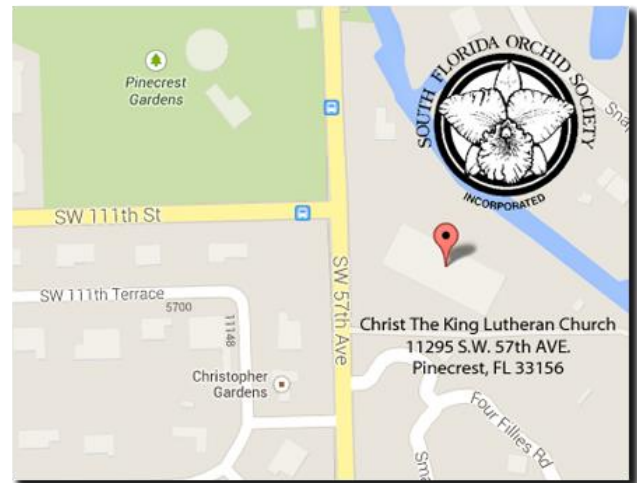 Pinecrest
Gardens
SOUTH FLORIDA ORCHID SOCIETY
INCORPORATED
SW 111th St
SW 57th Ave
SW 111th Terrace
5700
11148
Christopher
Gardens
Christ The King Lutheran Church
11295 S.W. 57th AVE.
Pinecrest, FL 33156
Four Fillies Rd